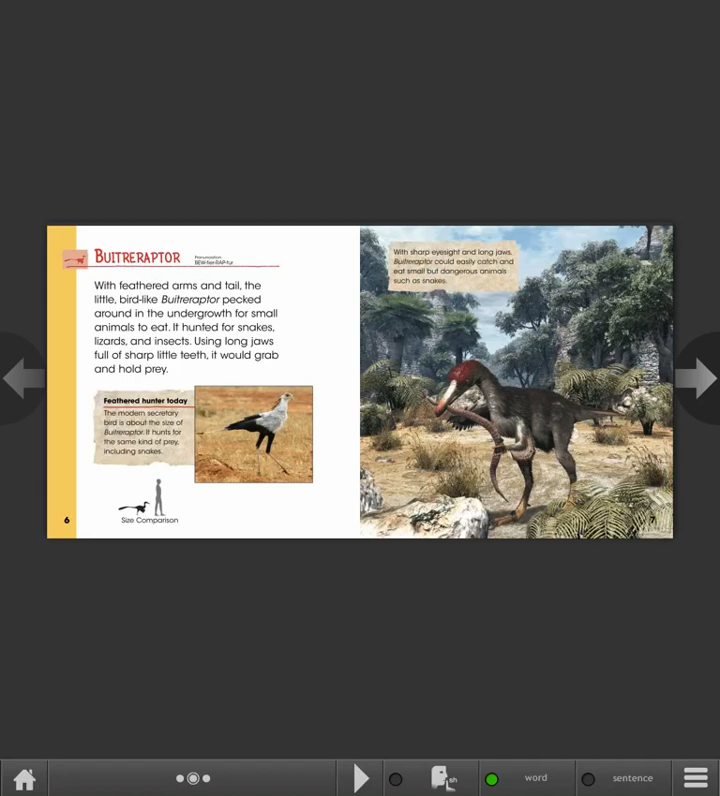 BUITRERAPTOR
Pronunciation:
BEW-tier-RAP-tur
With feathered arms and tail, the
little, bird-like Buitreraptor pecked
around in the undergrowth for small
animals to eat. It hunted for snakes,
lizards, and insects. Using long jaws
full of sharp little teeth, it would grab
and hold prey.
Feathered hunter today
The modern secretary
bird is about the size of
Buitreraptor. It hunts for
the same kind of prey,
including snakes.
Size Comparison
6
With sharp eyesight and long jaws,
Buitreraptor could easily catch and
eat small but dangerous animals
such as snakes.
7
sh
word
sentence